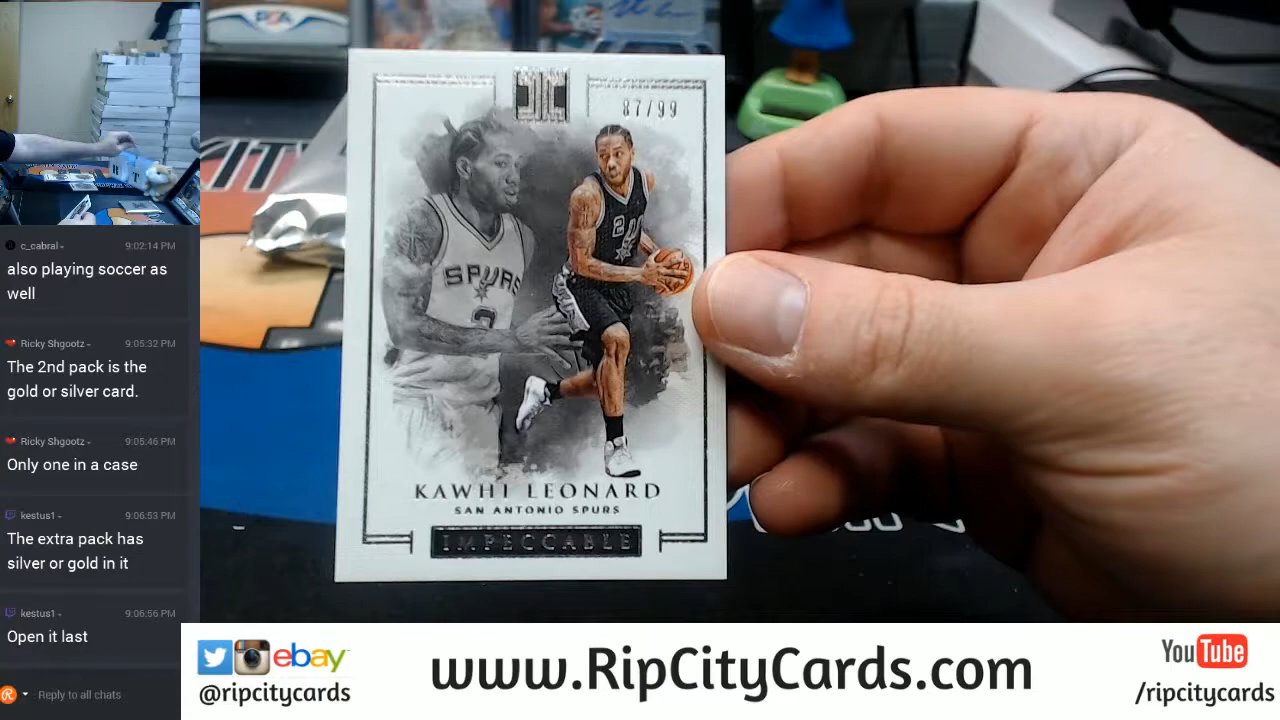 c_cabral
9:02:14 PM
also playing soccer as
well
Ricky Shgootz
9:05:32 PM
The 2nd pack is the
gold or silver card.
Ricky Shgootz
9:05:46 PM
Only one in a case
kestus1
9:06:53 PM
The extra pack has
silver or gold in it
kestus1
9:06:56 PM
Open it last
Reply to all chats
87/99
SPURS
2
KAWHI LEONARD
SAN ANTONIO SPURS
IMPECCABLE
ebay
@ripcitycards
www.RipCityCards.com
YouTube
/ripcitycards